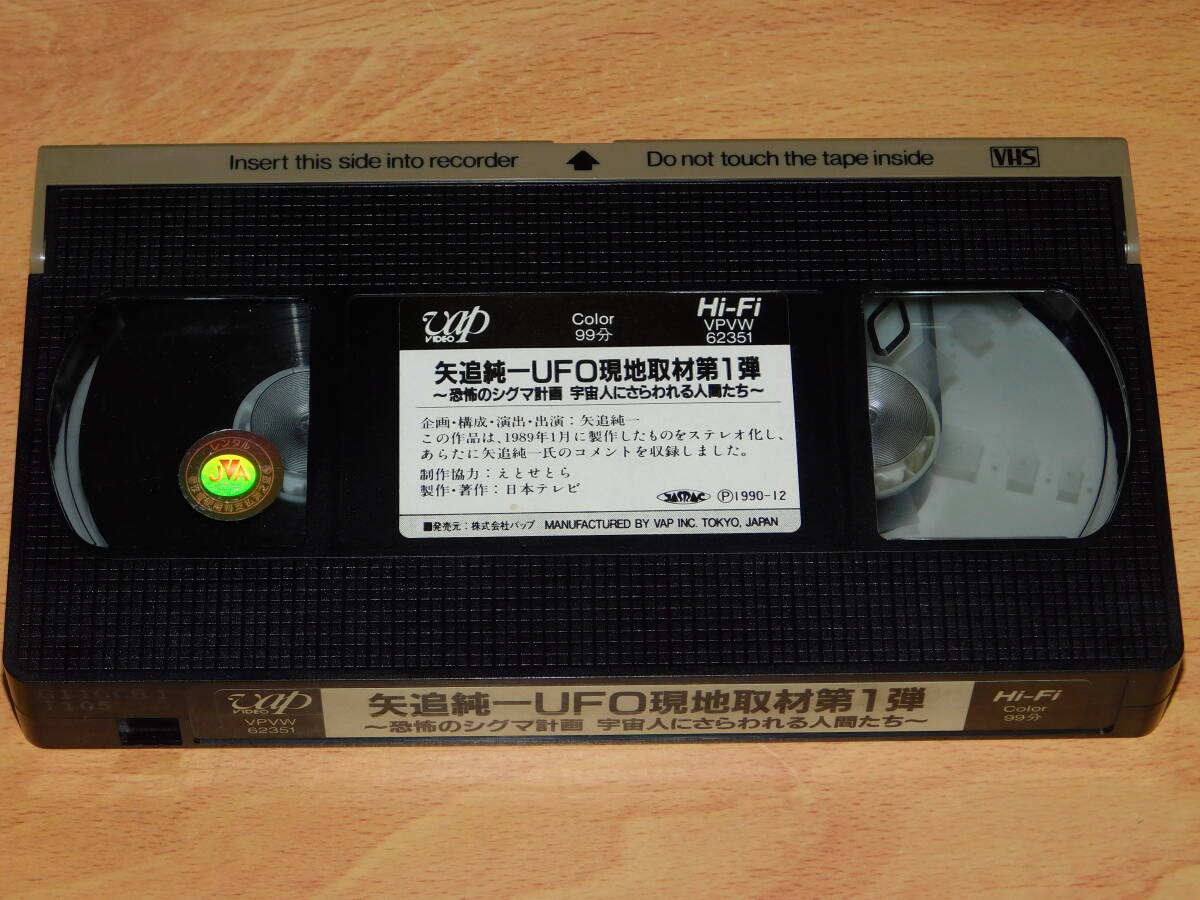 Insert this side into recorder
Do not touch the tape inside
VHS
vap
VIDEO
Color
99分
Hi-Fi
VPVW
62351
矢追純一UFO現地取材第1弾
〜恐怖のシグマ計画 宇宙人にさらわれる人間たち〜
企画・構成・演出・出演：矢追純一
この作品は、1989年1月に製作したものをステレオ化し、
あらたに矢追純一氏のコメントを収録しました。
制作協力：えとせとら
製作・著作：日本テレビ
JASRAC
Ⓟ1990-12
■発売元：株式会社バップ MANUFACTURED BY VAP INC. TOKYO, JAPAN
レンタル
JVA
vap
VIDEO
VPVW
62351
矢追純一UFO現地取材第1弾
〜恐怖のシグマ計画 宇宙人にさらわれる人間たち〜
Hi-Fi
Color
99分